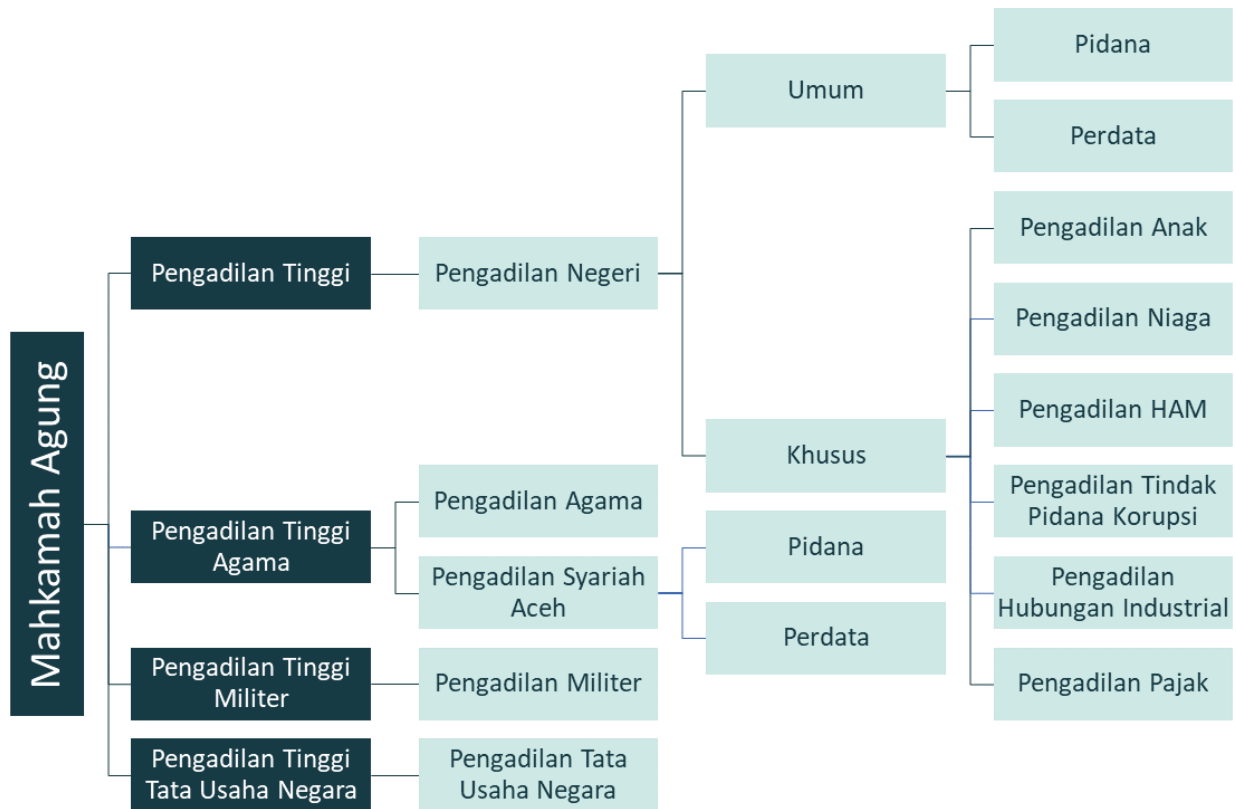 Mahkamah Agung
Pengadilan Tinggi
Pengadilan Negeri
Umum
Pidana
Perdata
Khusus
Pengadilan Anak
Pengadilan Niaga
Pengadilan HAM
Pengadilan Tindak
Pidana Korupsi
Pengadilan
Hubungan Industrial
Pengadilan Pajak
Pengadilan Tinggi
Agama
Pengadilan Agama
Pengadilan Syariah
Aceh
Pidana
Perdata
Pengadilan Tinggi
Militer
Pengadilan Militer
Pengadilan Tinggi
Tata Usaha Negara
Pengadilan Tata
Usaha Negara